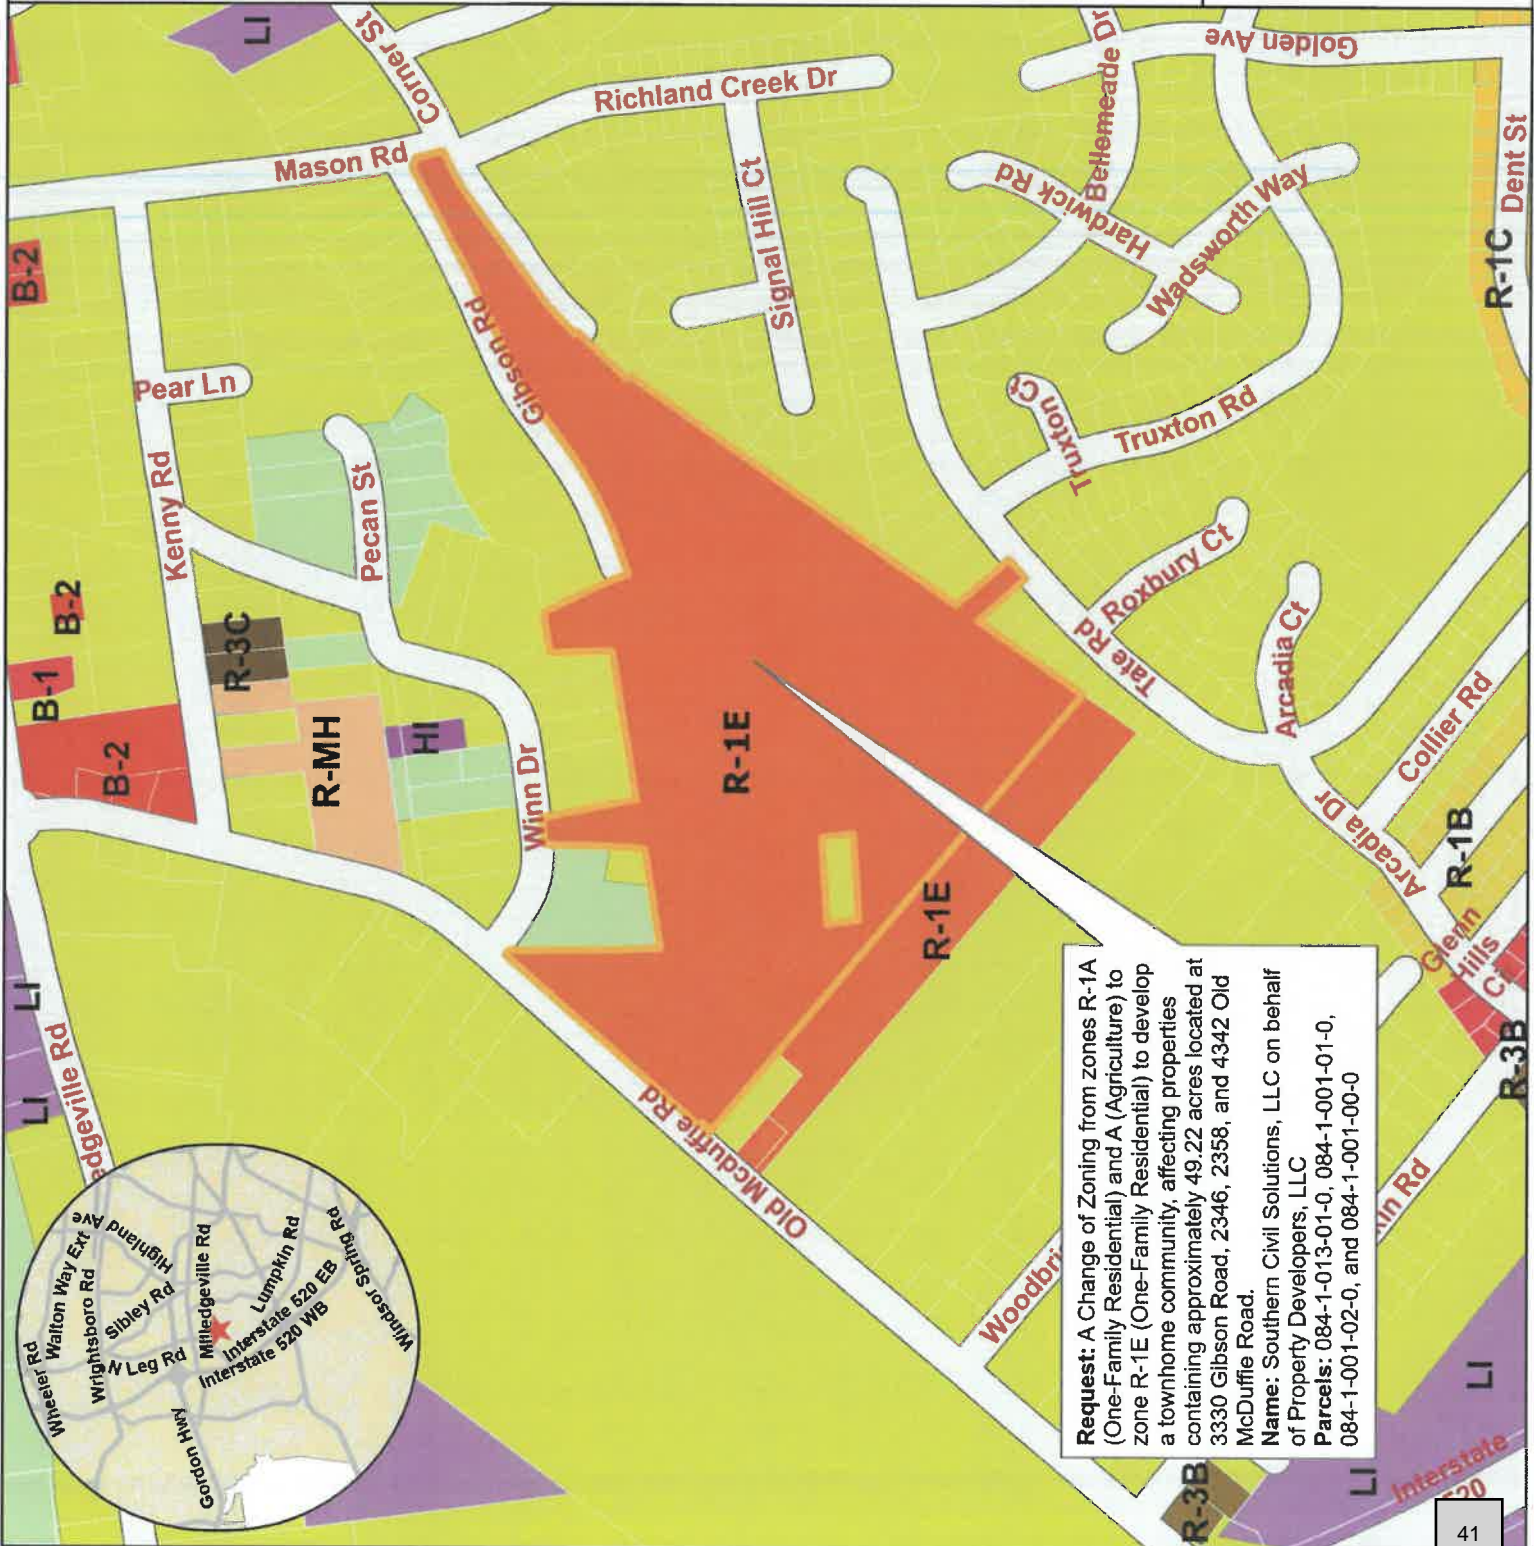 LI
Corner St
Richland Creek Dr
Mason Rd
Bellemeade Dr
Golden Ave
Dent St
Signal Hill Ct
Hardwick Rd
Wadsworth Way
R-1C
B-2
Pear Ln
Gibson Rd
Truxton Ct
Truxton Rd
Kenny Rd
Pecan St
B-2
B-1
R-3C
Roxbury Ct
Tate Rd
Arcadia Ct
B-2
R-MH
HI
Winn Dr
R-1E
Collier Rd
Arcadia Dr
R-1B
R-1E
Glenn
Hills
LI
LI
edgeville Rd
Old Mcduffie Rd
R-3B
Woodbri
kin Rd
LI
LI
R-3B
Interstate
520
Wheeler Rd
Walton Way Ext
Highland Ave
Wrightsboro Rd
Sibley Rd
N Leg Rd
Milledgeville Rd
Lumpkin Rd
Interstate 520 EB
Interstate 520 WB
Windsor Spring Rd
Gordon Hwy
Request: A Change of Zoning from zones R-1A
(One-Family Residential) and A (Agriculture) to
zone R-1E (One-Family Residential) to develop
a townhome community, affecting properties
containing approximately 49.22 acres located at
3330 Gibson Road, 2346, 2358, and 4342 Old
McDuffie Road.
Name: Southern Civil Solutions, LLC on behalf
of Property Developers, LLC
Parcels: 084-1-013-01-0, 084-1-001-01-0,
084-1-001-02-0, and 084-1-001-00-0
41